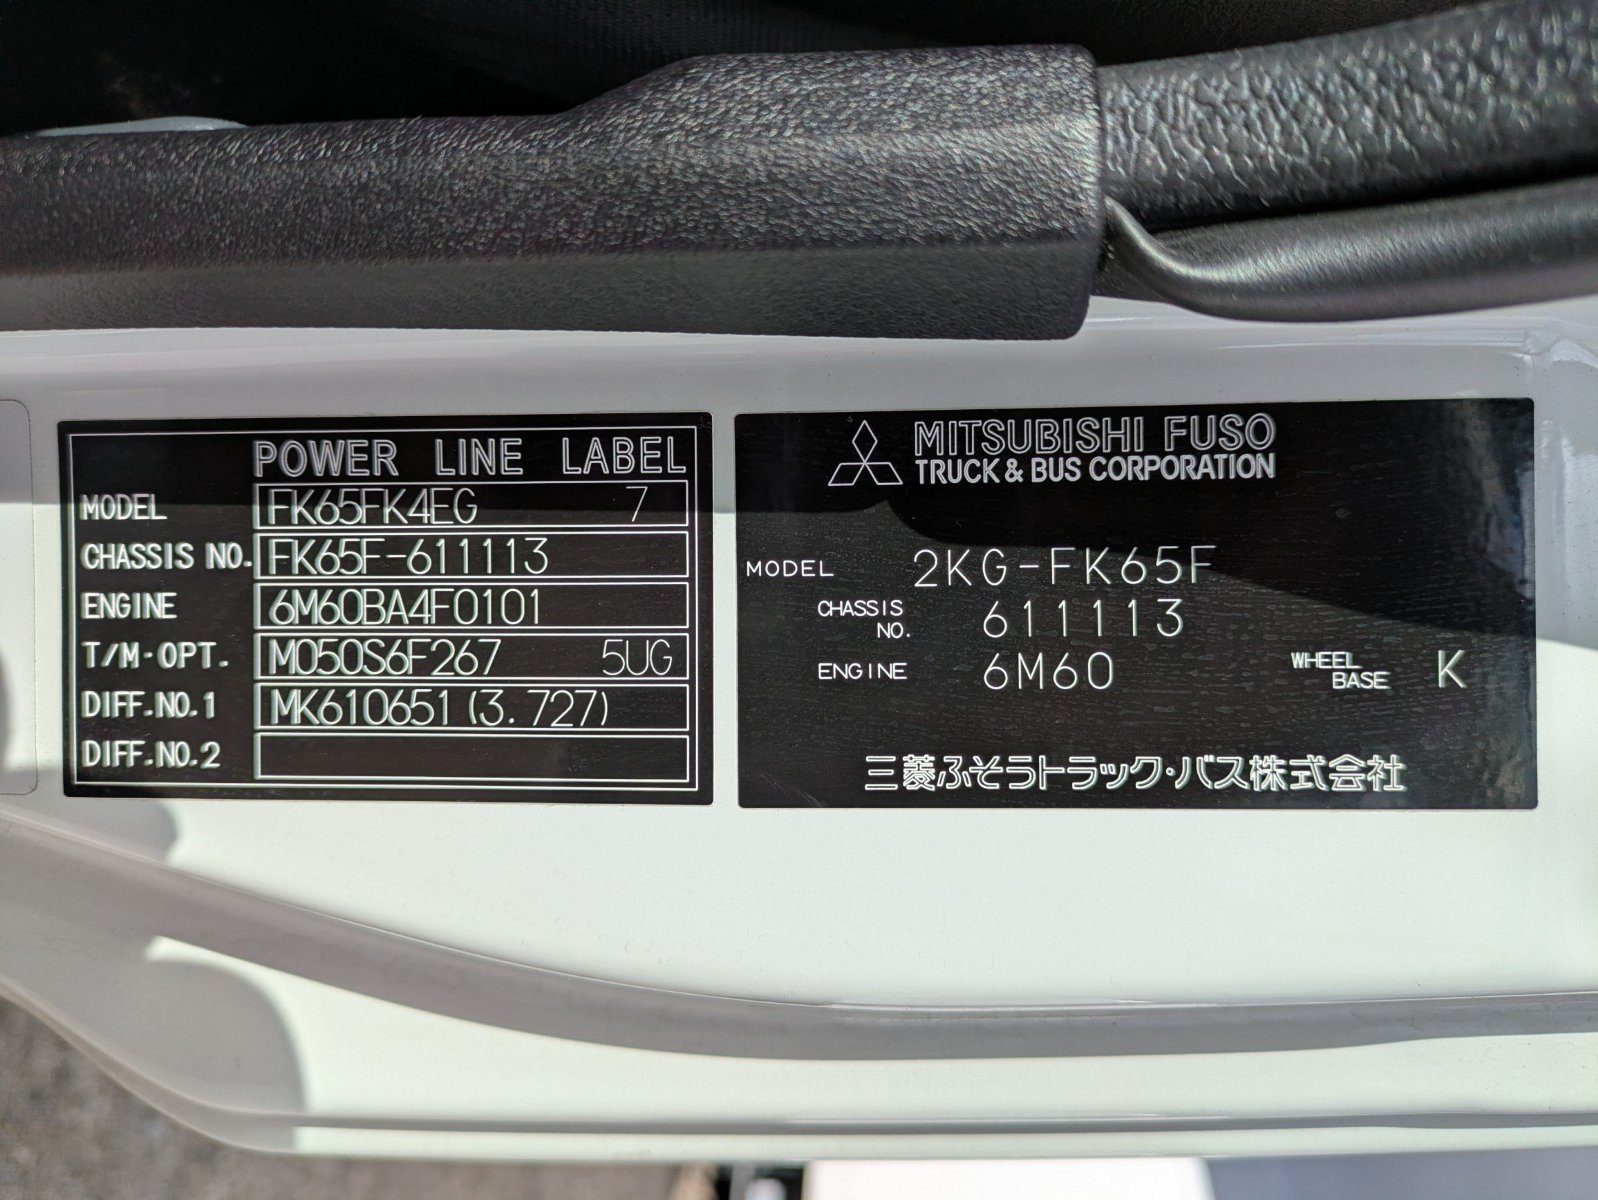 POWER LINE LABEL
MODEL FK65FK4EG 7
CHASSIS NO. FK65F-611113
ENGINE 6M60BA4F0101
T/M·OPT. M050S6F267 5UG
DIFF.NO.1 MK610651(3.727)
DIFF.NO.2
MITSUBISHI FUSO
TRUCK & BUS CORPORATION
MODEL 2KG-FK65F
CHASSIS NO. 611113
ENGINE 6M60 WHEEL BASE K
三菱ふそうトラック・バス株式会社